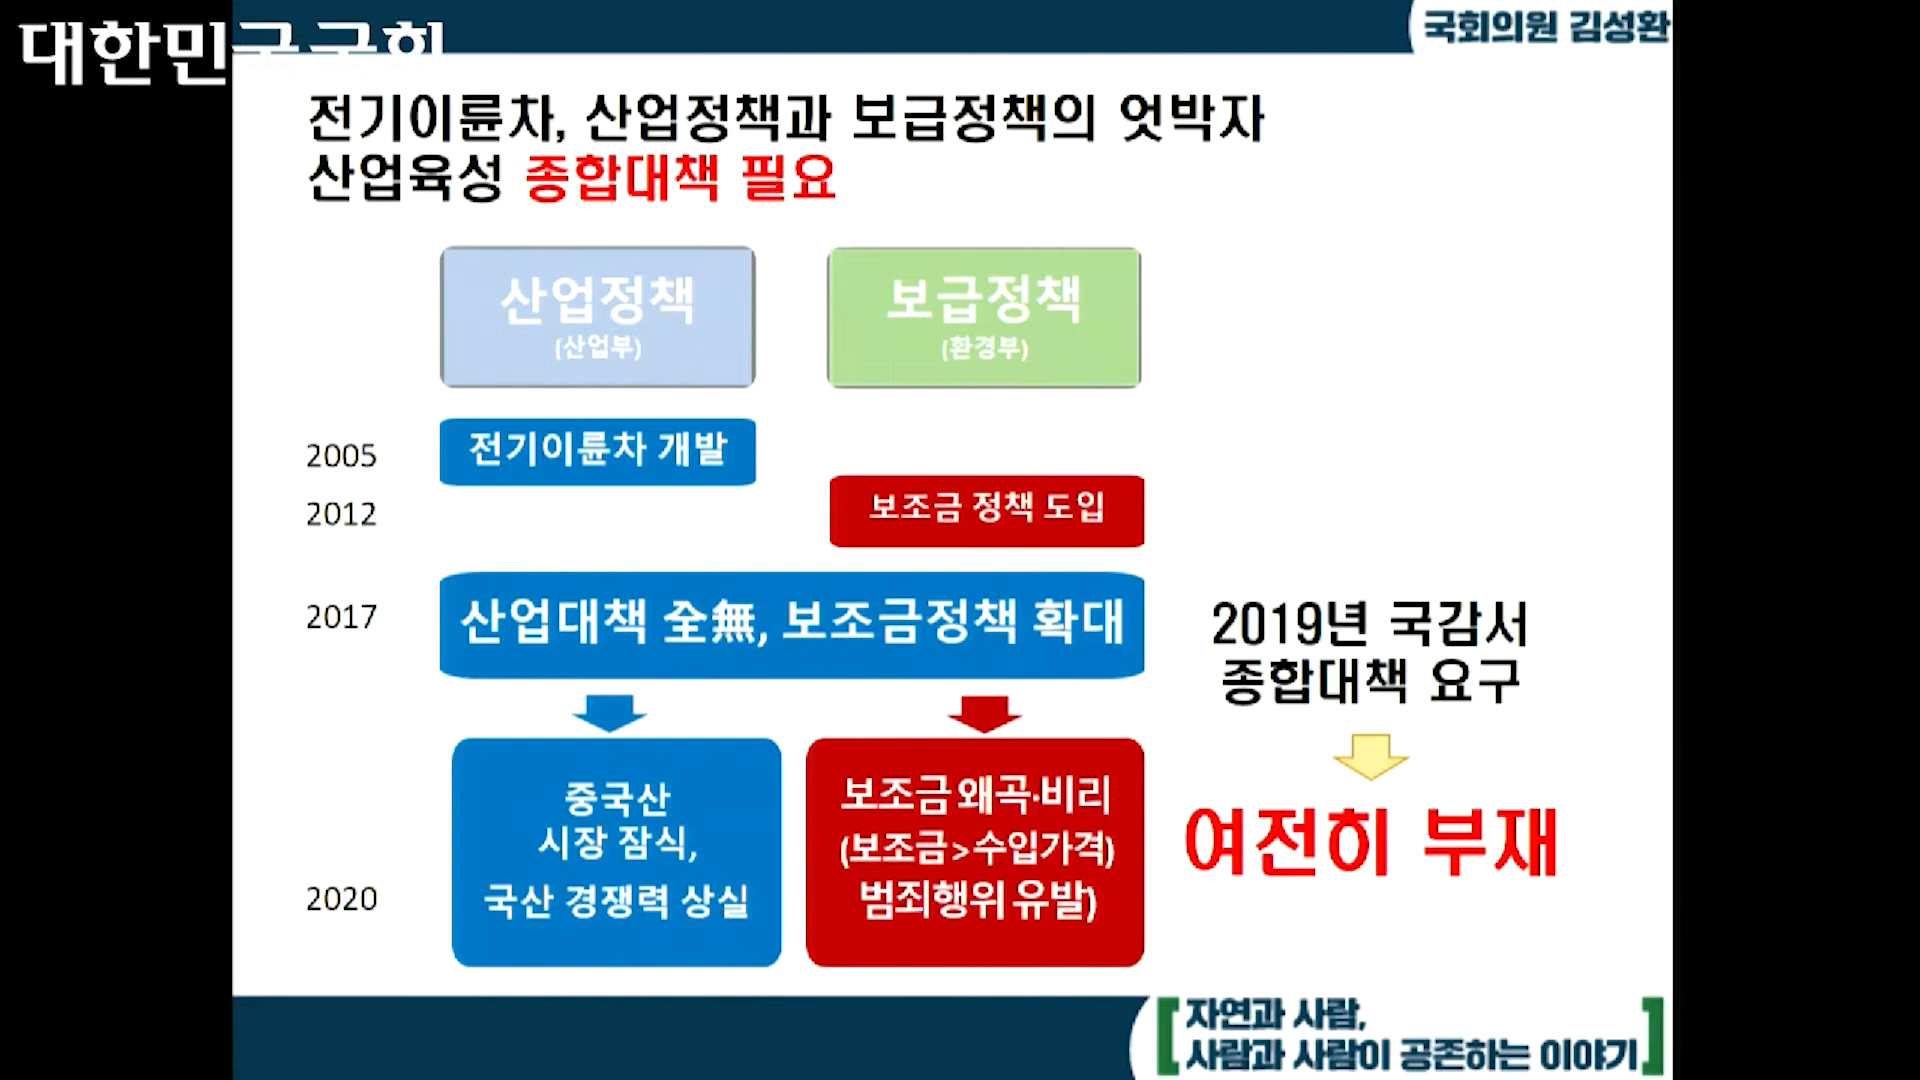 대한민국국회
국회의원 김성환
전기이륜차, 산업정책과 보급정책의 엇박자
산업육성 종합대책 필요
산업정책
(산업부)
보급정책
(환경부)
2005
전기이륜차 개발
2012
보조금 정책 도입
2017
산업대책 全無, 보조금정책 확대
2019년 국감서
종합대책 요구
여전히 부재
2020
중국산
시장 잠식,
국산 경쟁력 상실
보조금 왜곡·비리
(보조금>수입가격)
범죄행위 유발)
자연과 사람,
사람과 사람이 공존하는 이야기